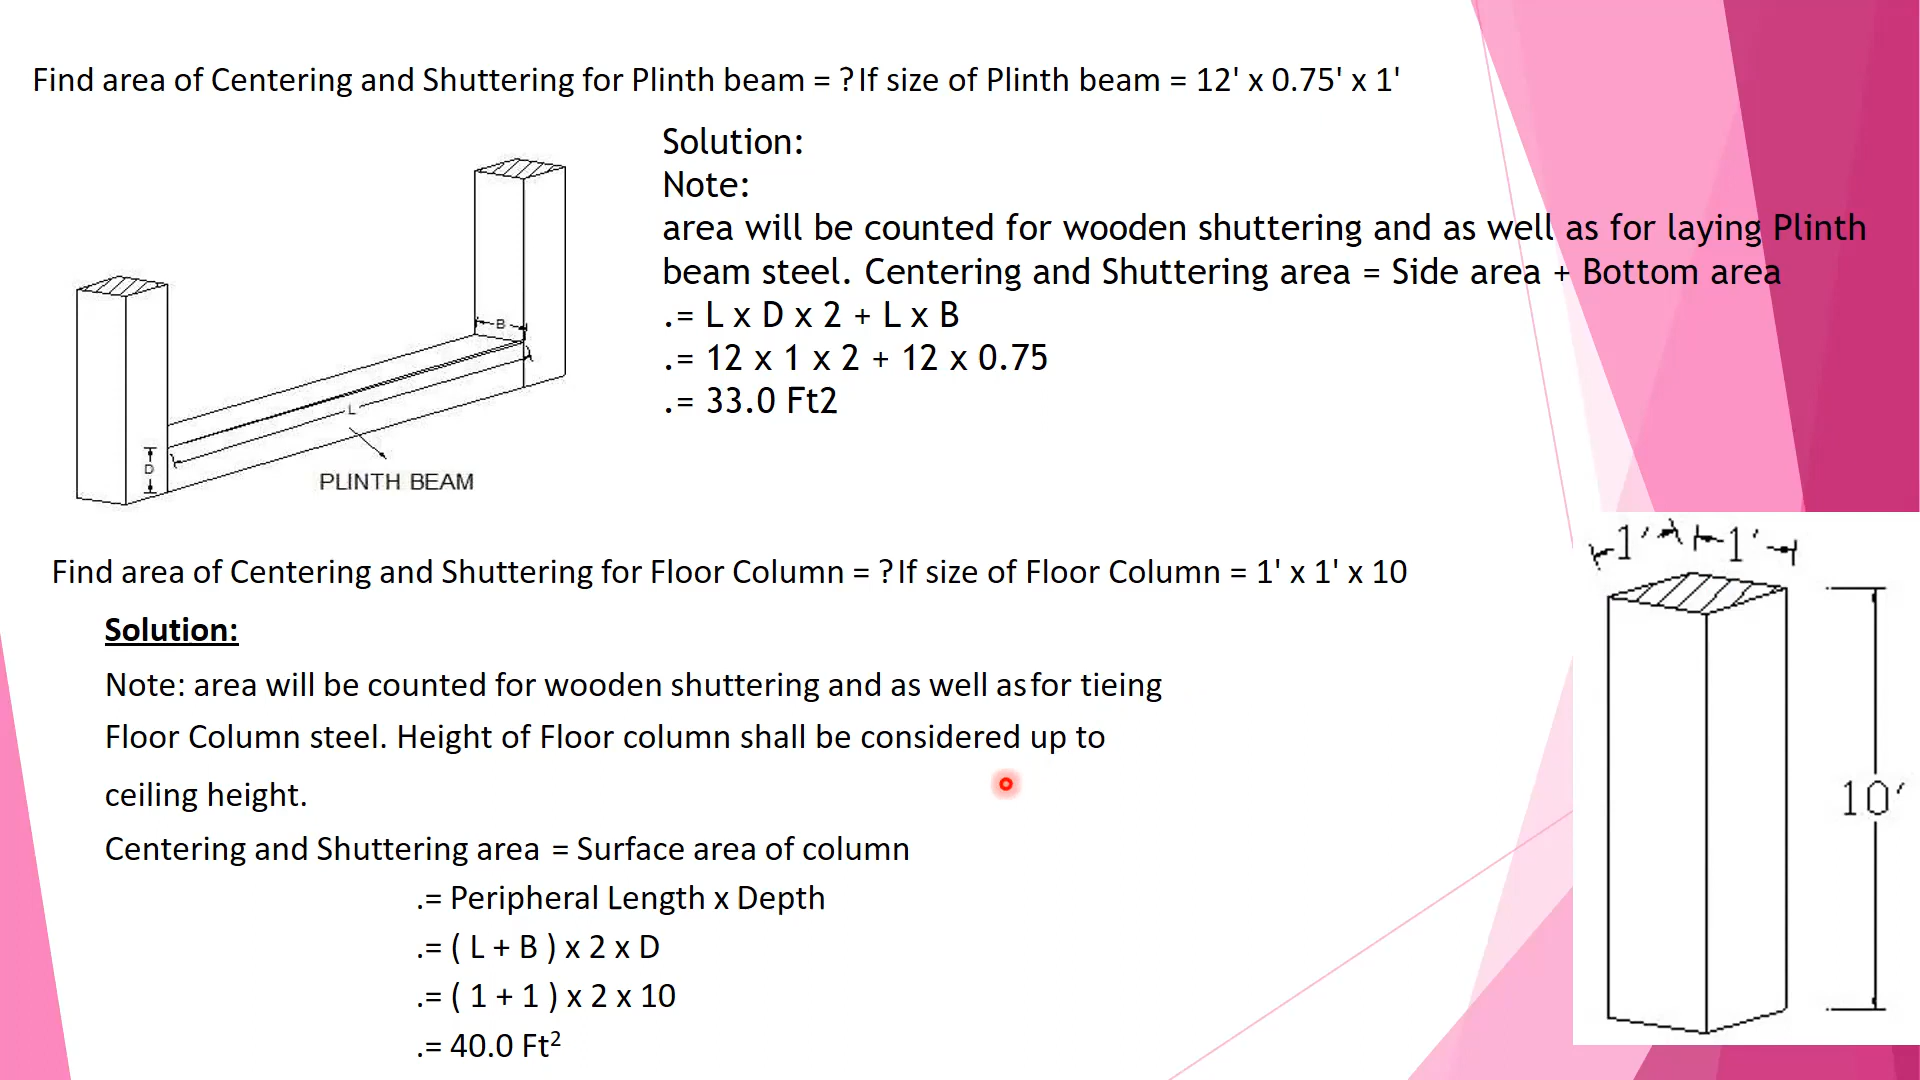 Find area of Centering and Shuttering for Plinth beam = ? If size of Plinth beam = 12' x 0.75' x 1'
Solution:
Note:
area will be counted for wooden shuttering and as well as for laying Plinth
beam steel. Centering and Shuttering area = Side area + Bottom area
.= L x D x 2 + L x B
.= 12 x 1 x 2 + 12 x 0.75
.= 33.0 Ft2
B
L
D
PLINTH BEAM
Find area of Centering and Shuttering for Floor Column = ? If size of Floor Column = 1' x 1' x 10
Solution:
Note: area will be counted for wooden shuttering and as well as for tieing
Floor Column steel. Height of Floor column shall be considered up to
ceiling height.
Centering and Shuttering area = Surface area of column
.= Peripheral Length x Depth
.= ( L + B ) x 2 x D
.= ( 1 + 1 ) x 2 x 10
.= 40.0 Ft²
1' 1'
10'